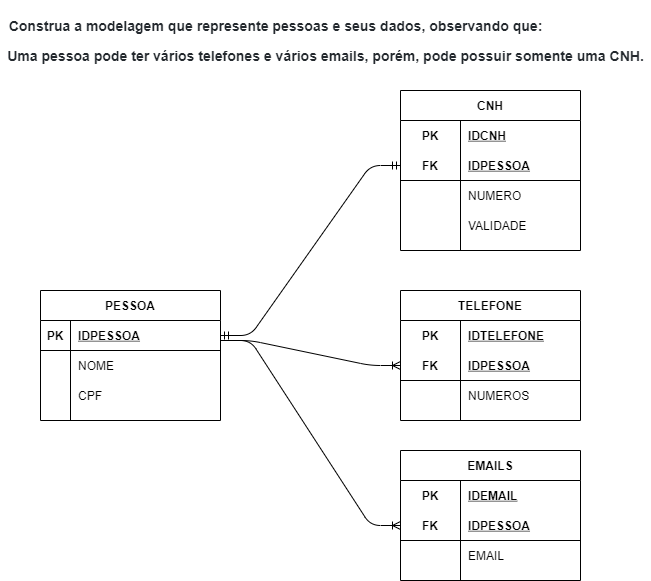 Construa a modelagem que represente pessoas e seus dados, observando que:
Uma pessoa pode ter vários telefones e vários emails, porém, pode possuir somente uma CNH.
CNH
PK IDCNH
FK IDPESSOA
NUMERO
VALIDADE
PESSOA
PK IDPESSOA
NOME
CPF
TELEFONE
PK IDTELEFONE
FK IDPESSOA
NUMEROS
EMAILS
PK IDEMAIL
FK IDPESSOA
EMAIL